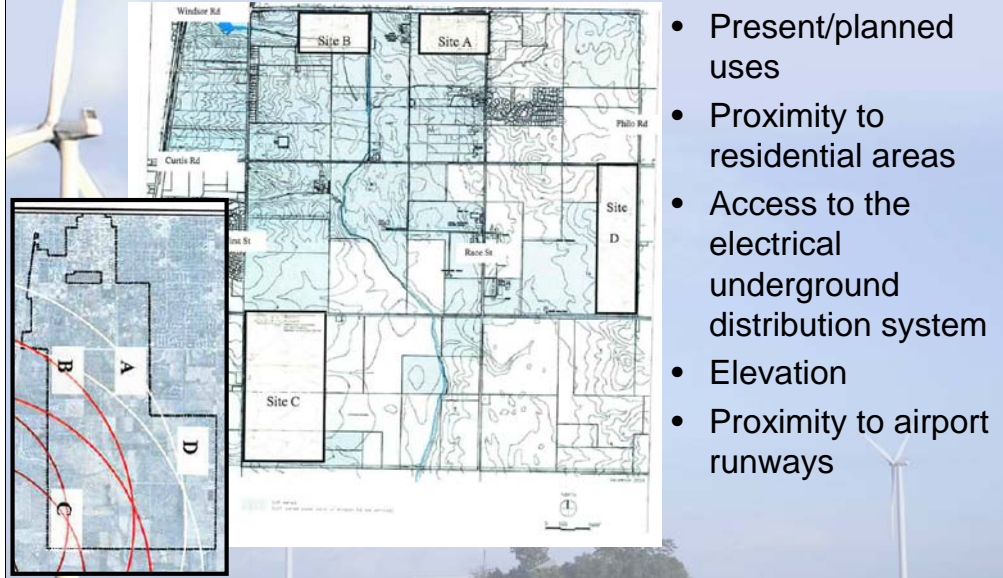 Windsor Rd
Site B
Site A
Philo Rd
Curtis Rd
Site
D
Race St
Site C
A
B
D
C
• Present/planned
uses
• Proximity to
residential areas
• Access to the
electrical
underground
distribution system
• Elevation
• Proximity to airport
runways